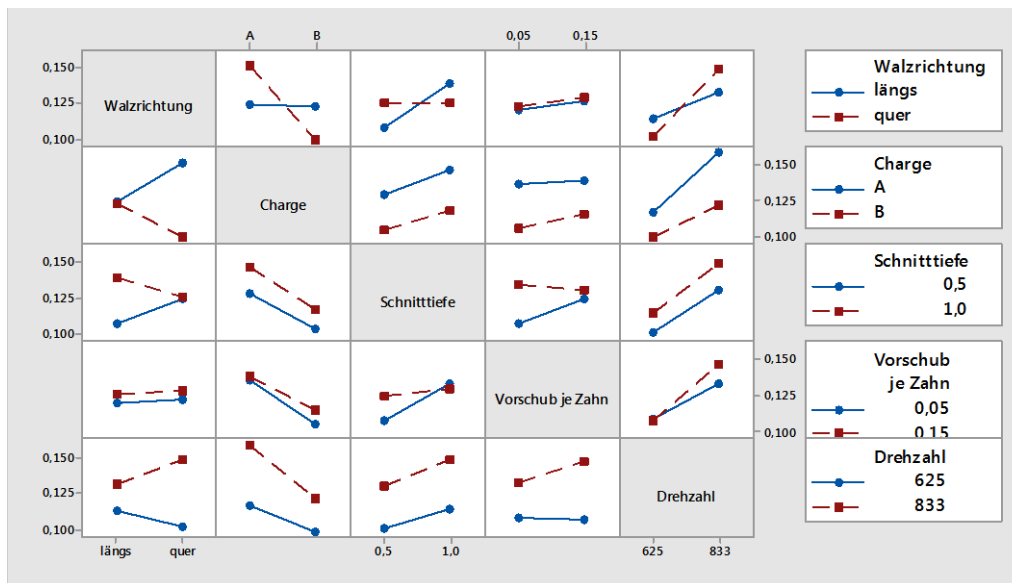 A B 0,05 0,15
0,150
0,125
0,100
Walzrichtung
Walzrichtung
längs
quer
Charge
0,150
0,125
0,100
Charge
A
B
0,150
0,125
0,100
Schnitttiefe
Schnitttiefe
0,5
1,0
Vorschub je Zahn
0,150
0,125
0,100
Vorschub
je Zahn
0,05
0,15
0,150
0,125
0,100
Drehzahl
Drehzahl
625
833
längs quer 0,5 1,0 625 833